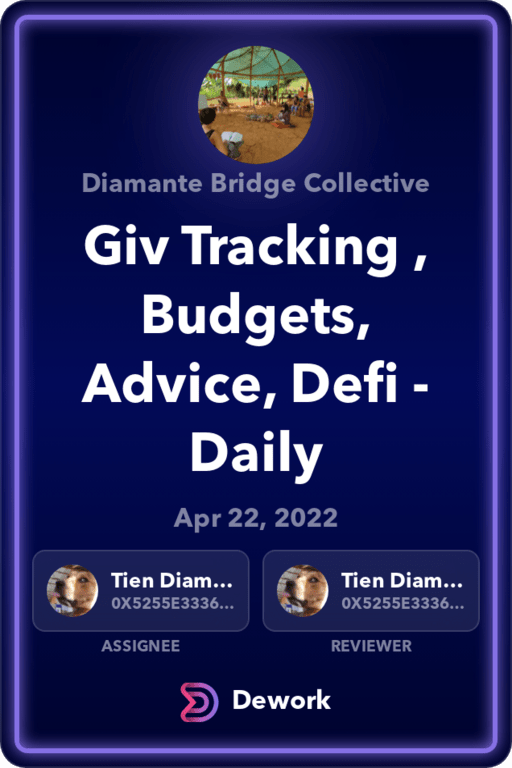 Diamante Bridge Collective
Giv Tracking ,
Budgets,
Advice, Defi -
Daily
Apr 22, 2022
Tien Diam...
0X5255E3336...
ASSIGNEE
Tien Diam...
0X5255E3336...
REVIEWER
Dework